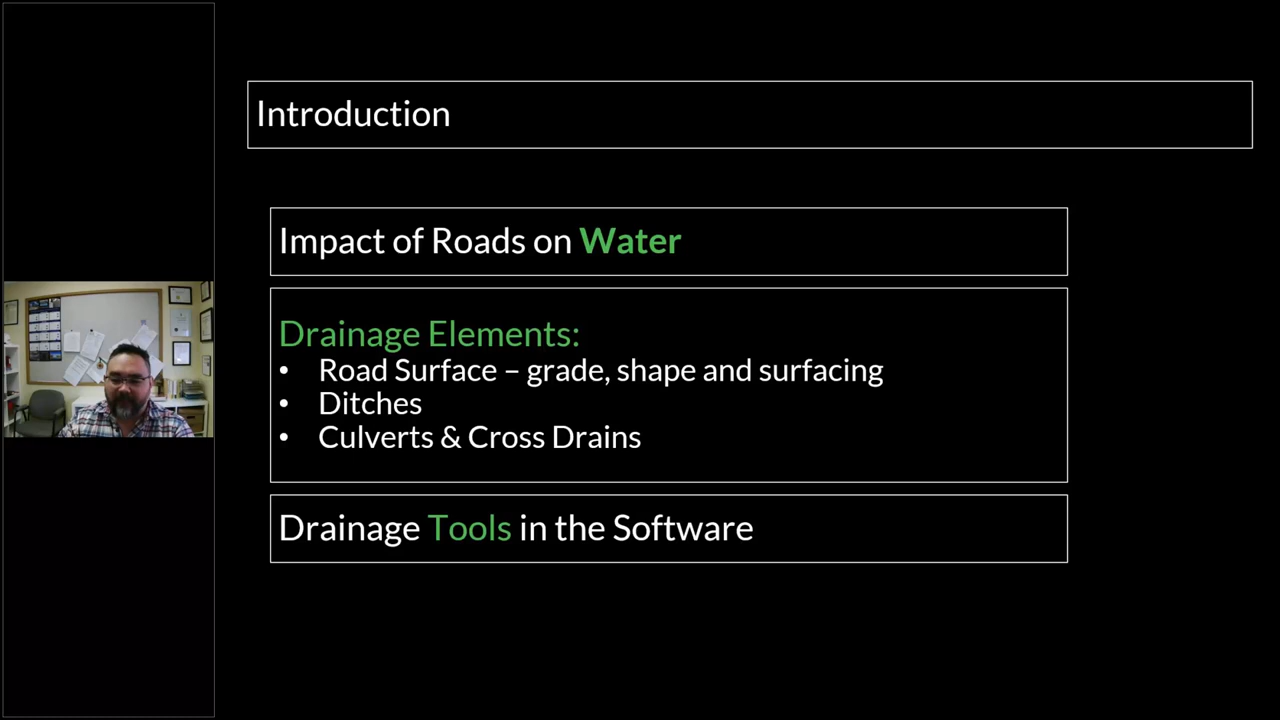 Introduction
Impact of Roads on Water
Drainage Elements:
• Road Surface – grade, shape and surfacing
• Ditches
• Culverts & Cross Drains
Drainage Tools in the Software